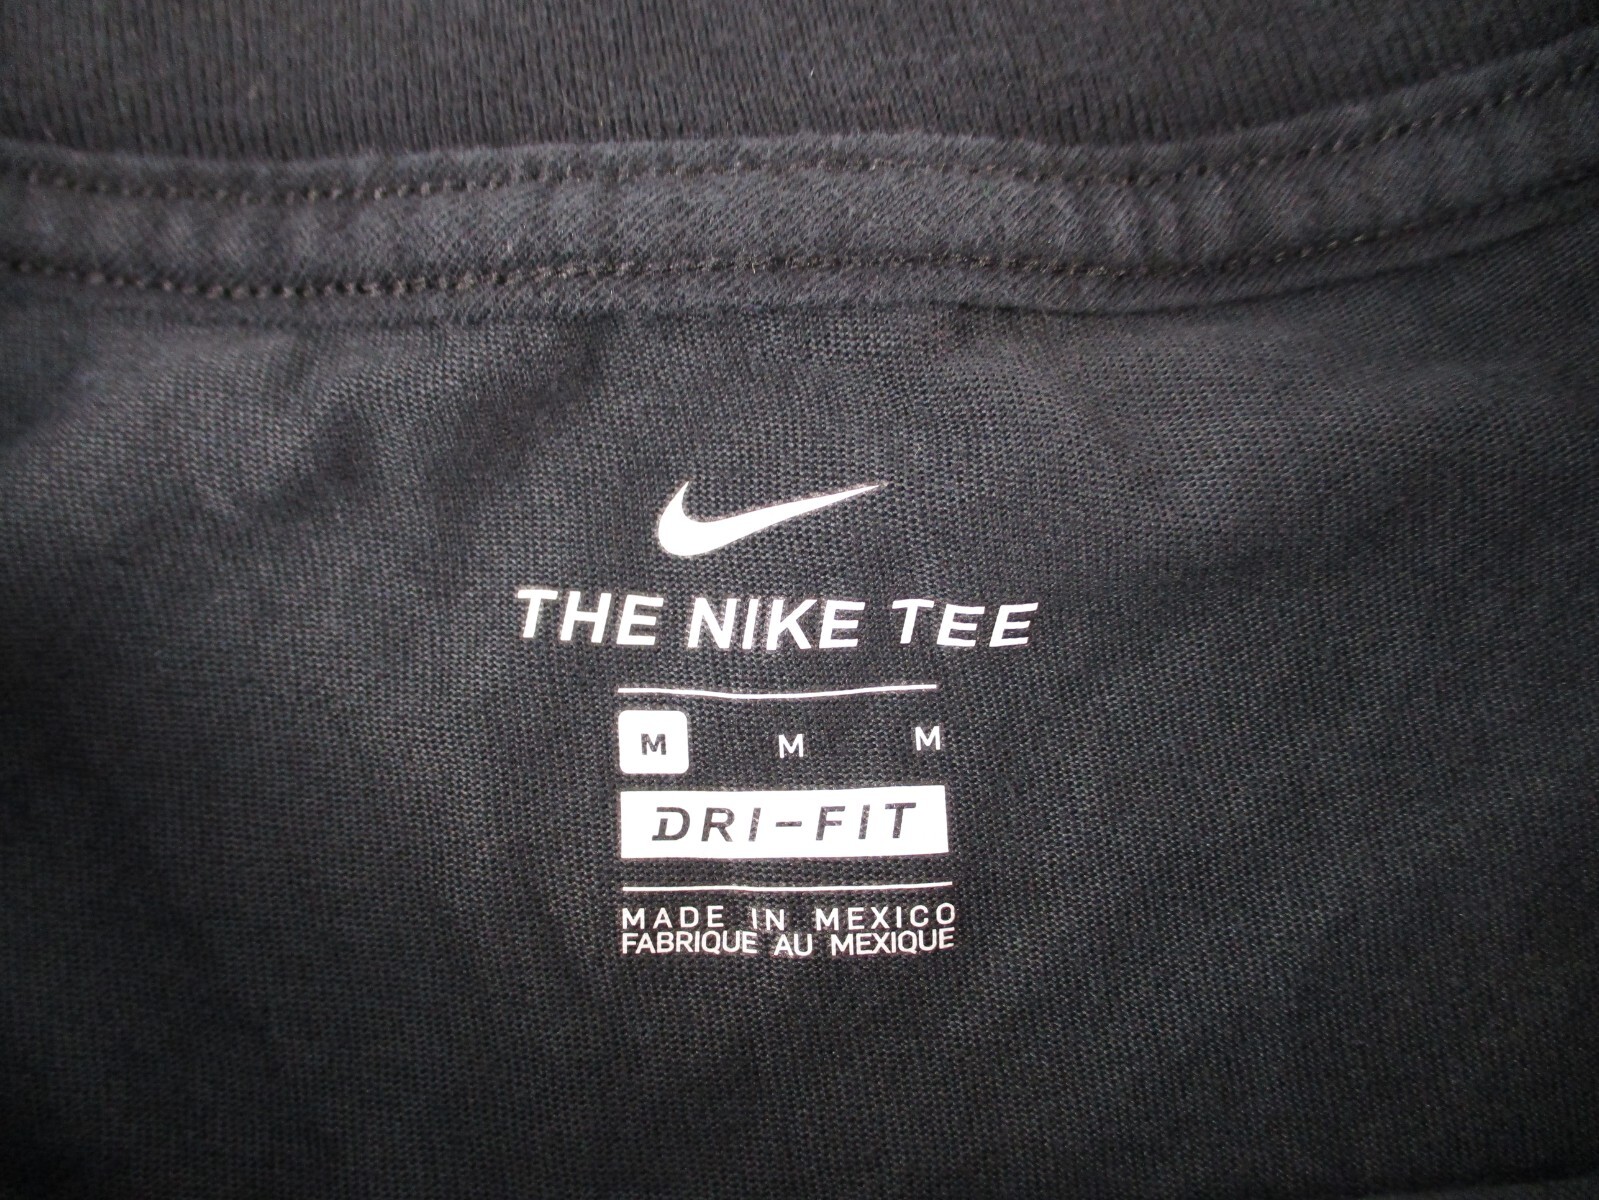 THE NIKE TEE
M M M
DRI-FIT
MADE IN MEXICO
FABRIQUE AU MEXIQUE